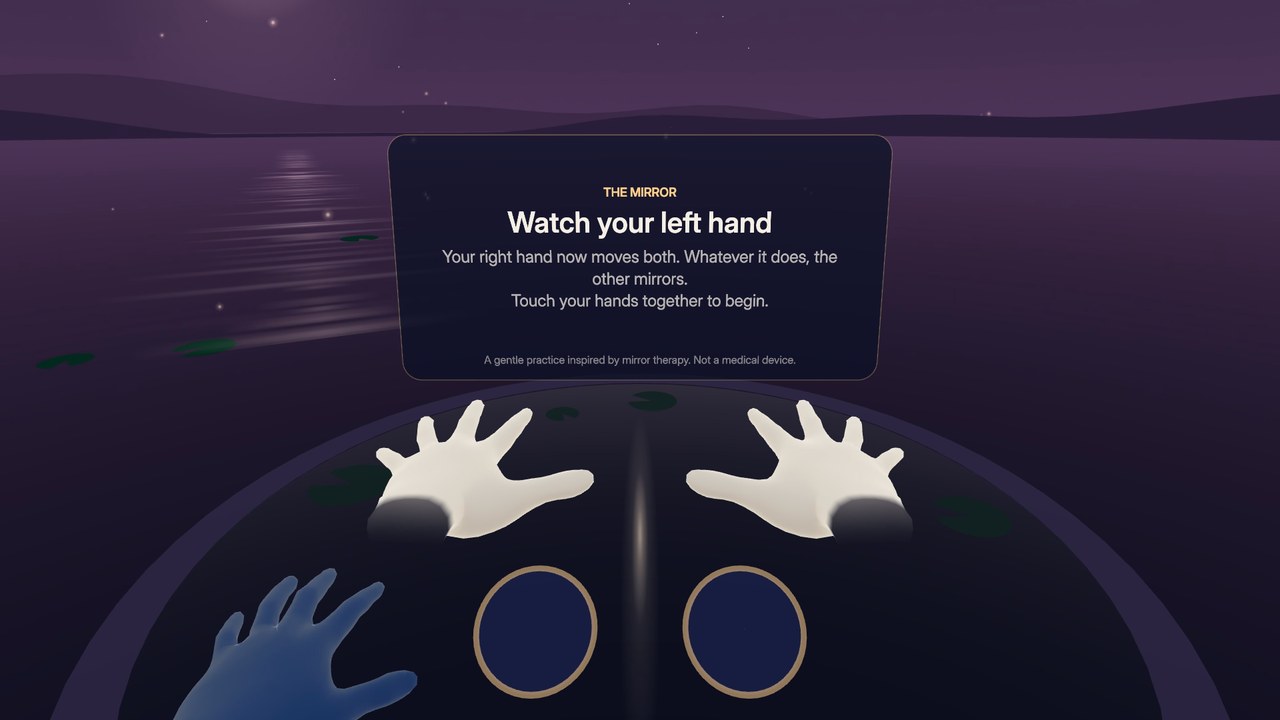 THE MIRROR
Watch your left hand
Your right hand now moves both. Whatever it does, the
other mirrors.
Touch your hands together to begin.
A gentle practice inspired by mirror therapy. Not a medical device.